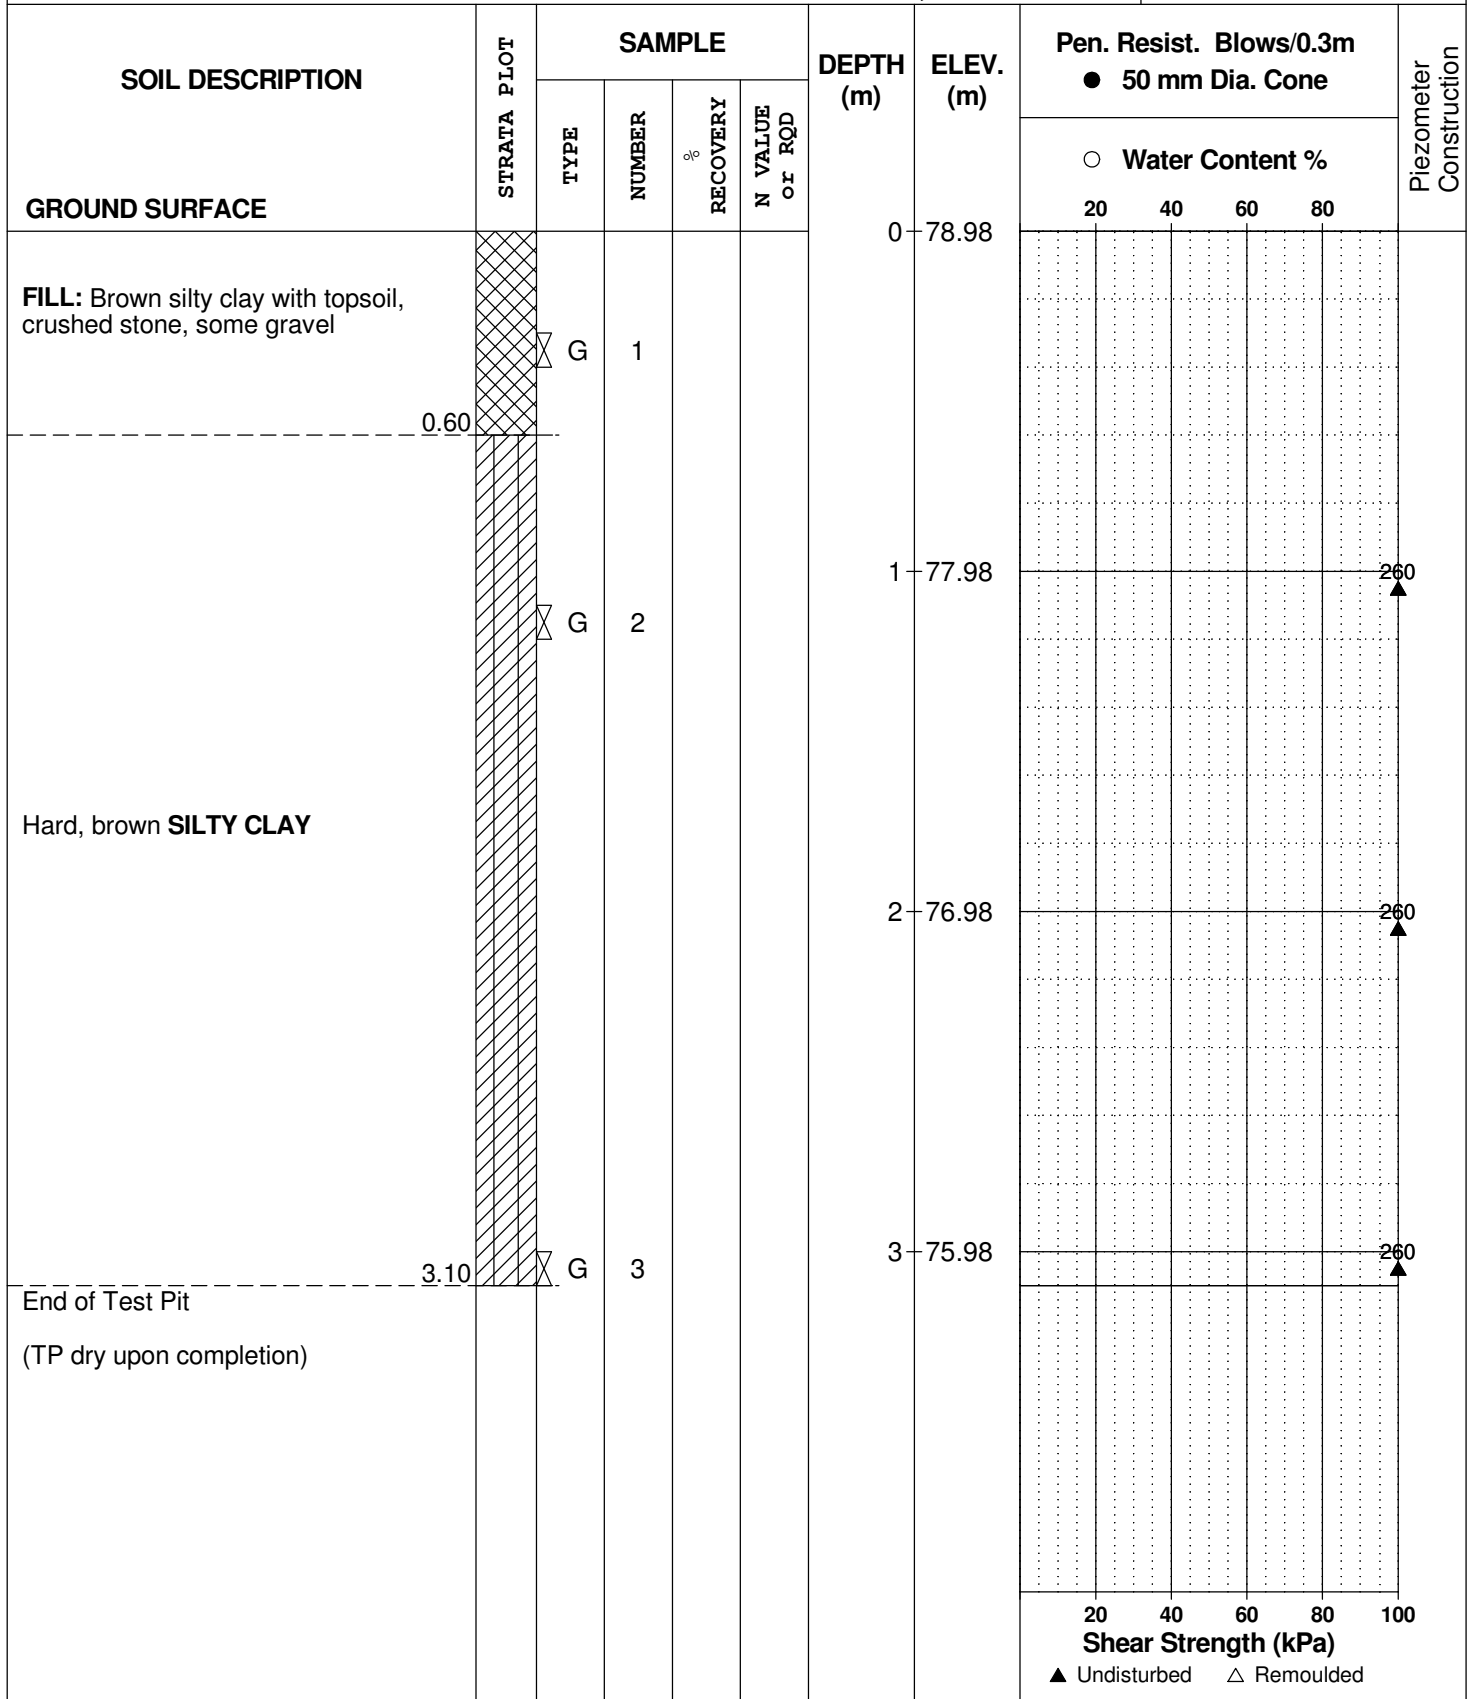 SOIL DESCRIPTION
GROUND SURFACE
STRATA PLOT
SAMPLE
TYPE
NUMBER
%
RECOVERY
N VALUE
or RQD
DEPTH
(m)
ELEV.
(m)
Pen. Resist. Blows/0.3m
● 50 mm Dia. Cone
○ Water Content %
20 40 60 80
Piezometer
Construction
0 78.98
FILL: Brown silty clay with topsoil,
crushed stone, some gravel
G 1
0.60
1 77.98 260
G 2
Hard, brown SILTY CLAY
2 76.98 260
3 75.98 260
G 3
3.10
End of Test Pit
(TP dry upon completion)
20 40 60 80 100
Shear Strength (kPa)
▲ Undisturbed △ Remoulded